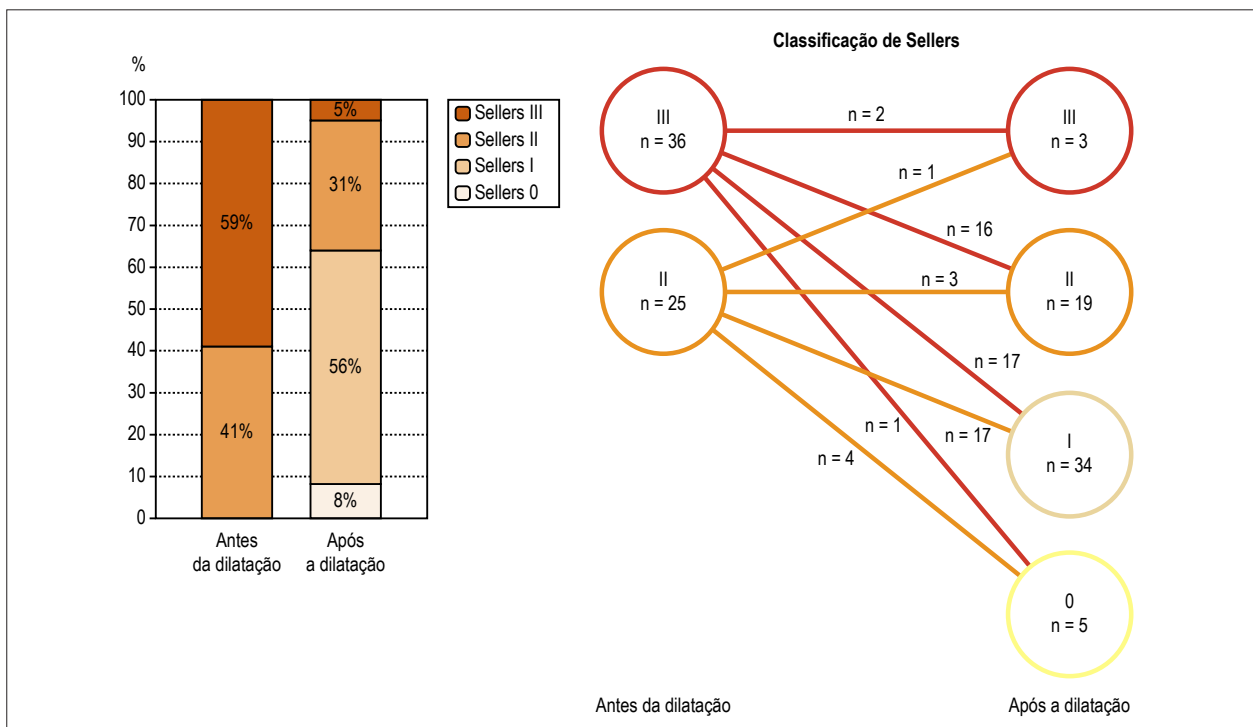 %
100
90
80
70
60
50
40
30
20
10
0
59%
41%
5%
31%
56%
8%
Antes
da dilatação
Após
a dilatação
Sellers III
Sellers II
Sellers I
Sellers 0
Classificação de Sellers
III
n = 36
II
n = 25
n = 2
n = 1
n = 16
n = 3
n = 17
n = 1
n = 17
n = 4
III
n = 3
II
n = 19
I
n = 34
0
n = 5
Antes da dilatação
Após a dilatação